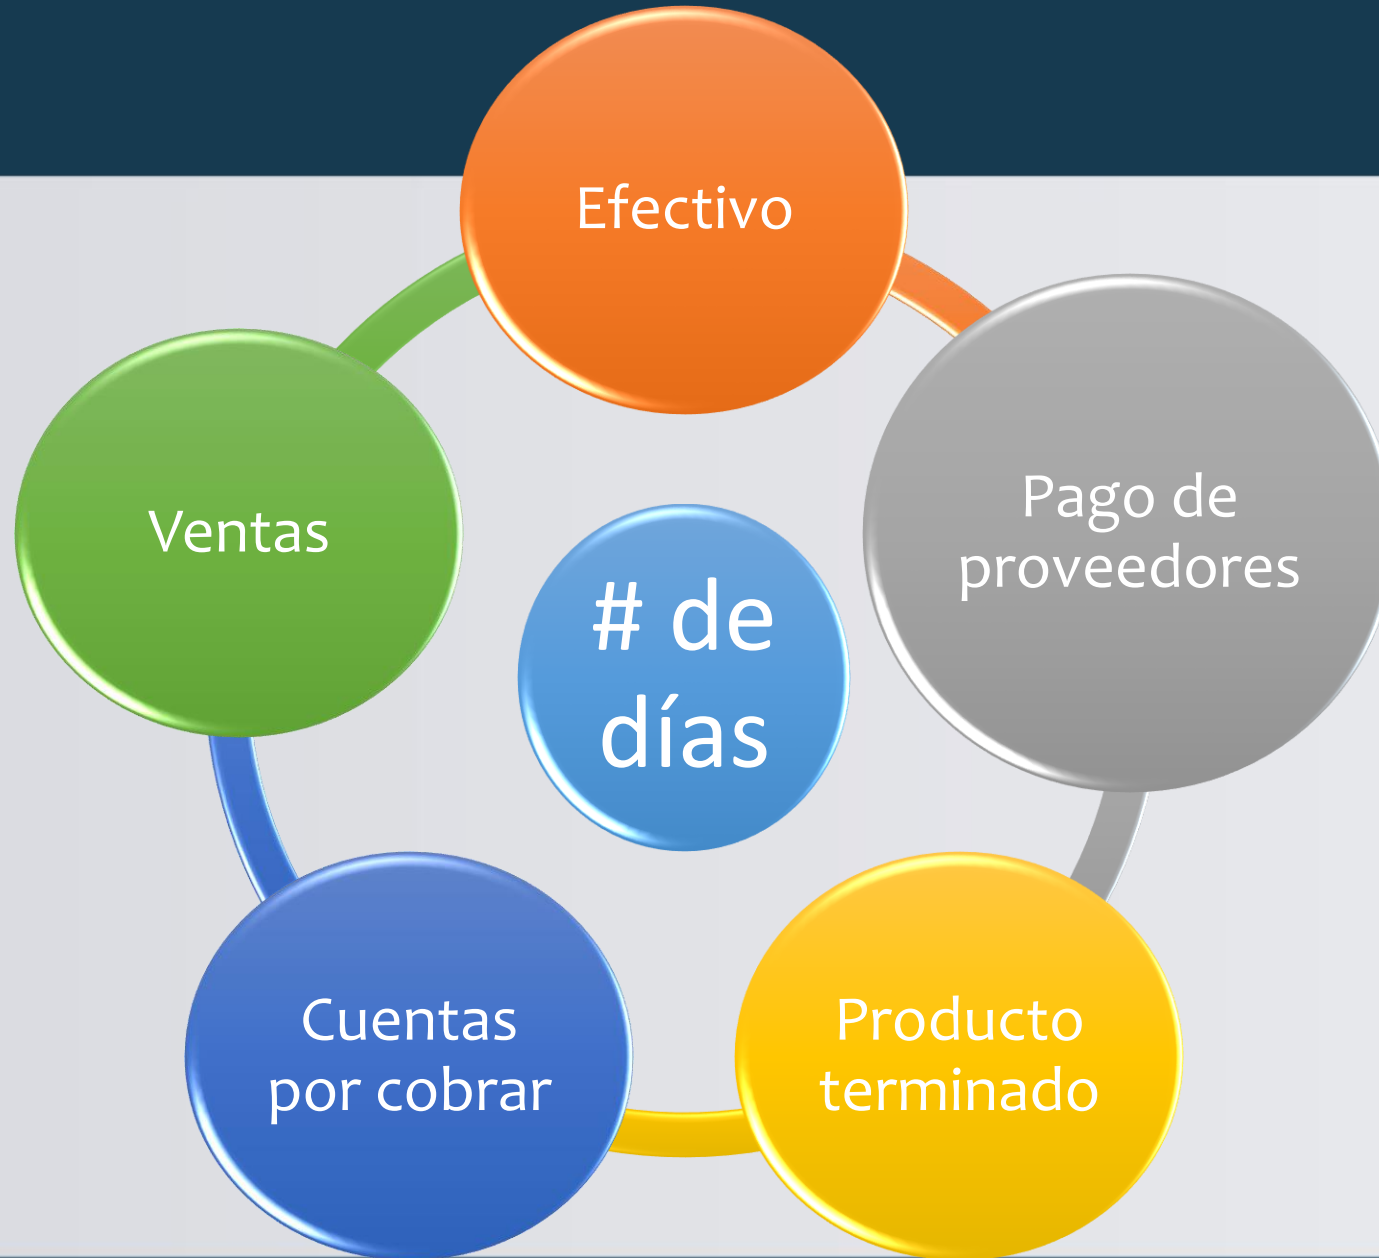 Efectivo
Pago de
proveedores
Producto
terminado
Cuentas
por cobrar
Ventas
# de
días